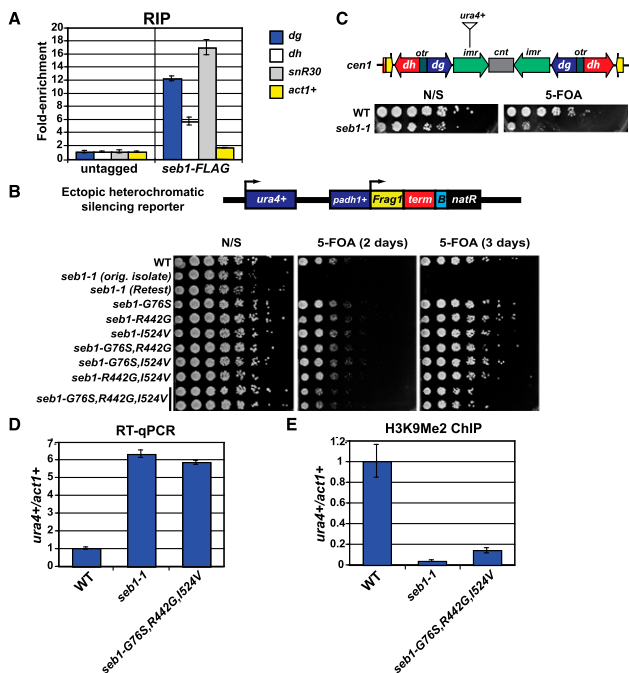 A
RIP
Fold-enrichment
20
18
16
14
12
10
8
6
4
2
0
untagged
seb1-FLAG
dg
dh
snR30
act1+
C
ura4+
otr
imr
cnt
imr
otr
cen1
dh
dg
dg
dh
N/S
5-FOA
WT
seb1-1
B
Ectopic heterochromatic
silencing reporter
ura4+
padh1+
Frag1
term
B
natR
N/S
5-FOA (2 days)
5-FOA (3 days)
WT
seb1-1 (orig. isolate)
seb1-1 (Retest)
seb1-G76S
seb1-R442G
seb1-I524V
seb1-G76S,R442G
seb1-G76S,I524V
seb1-R442G,I524V
seb1-G76S,R442G,I524V
D
RT-qPCR
ura4+/act1+
7
6
5
4
3
2
1
0
WT
seb1-1
seb1-G76S,R442G,I524V
E
H3K9Me2 ChIP
ura4+/act1+
1.2
1
0.8
0.6
0.4
0.2
0
WT
seb1-1
seb1-G76S,R442G,I524V